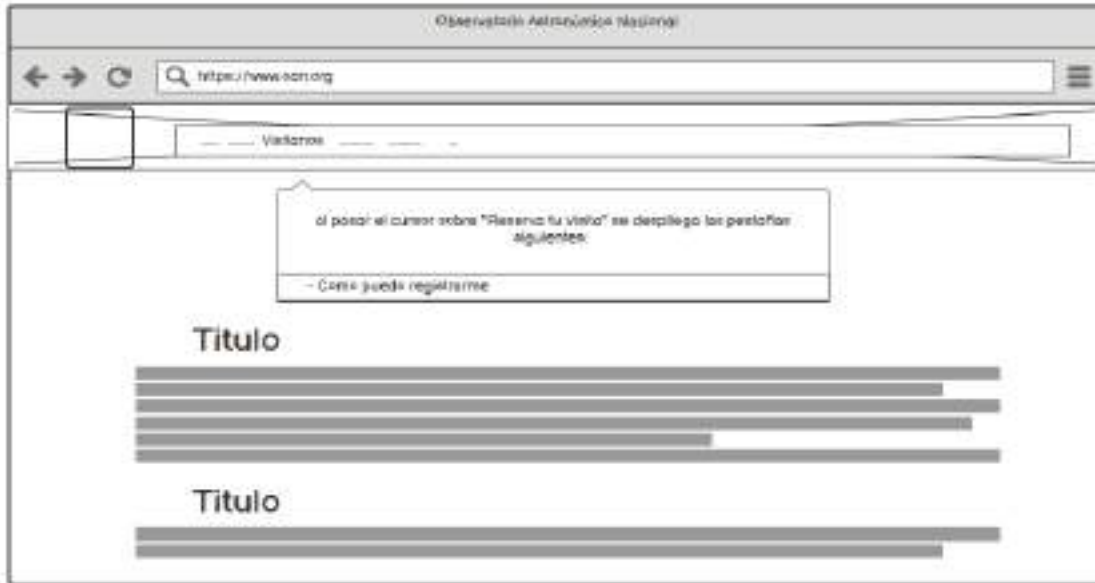 Observatorio Astronómico Nacional
https://www.oan.org
Visitanos
al posar el cursor sobre "Reserva tu visita" se despliega las pestañas
siguientes:
- Como puedo registrarme
Titulo
Titulo